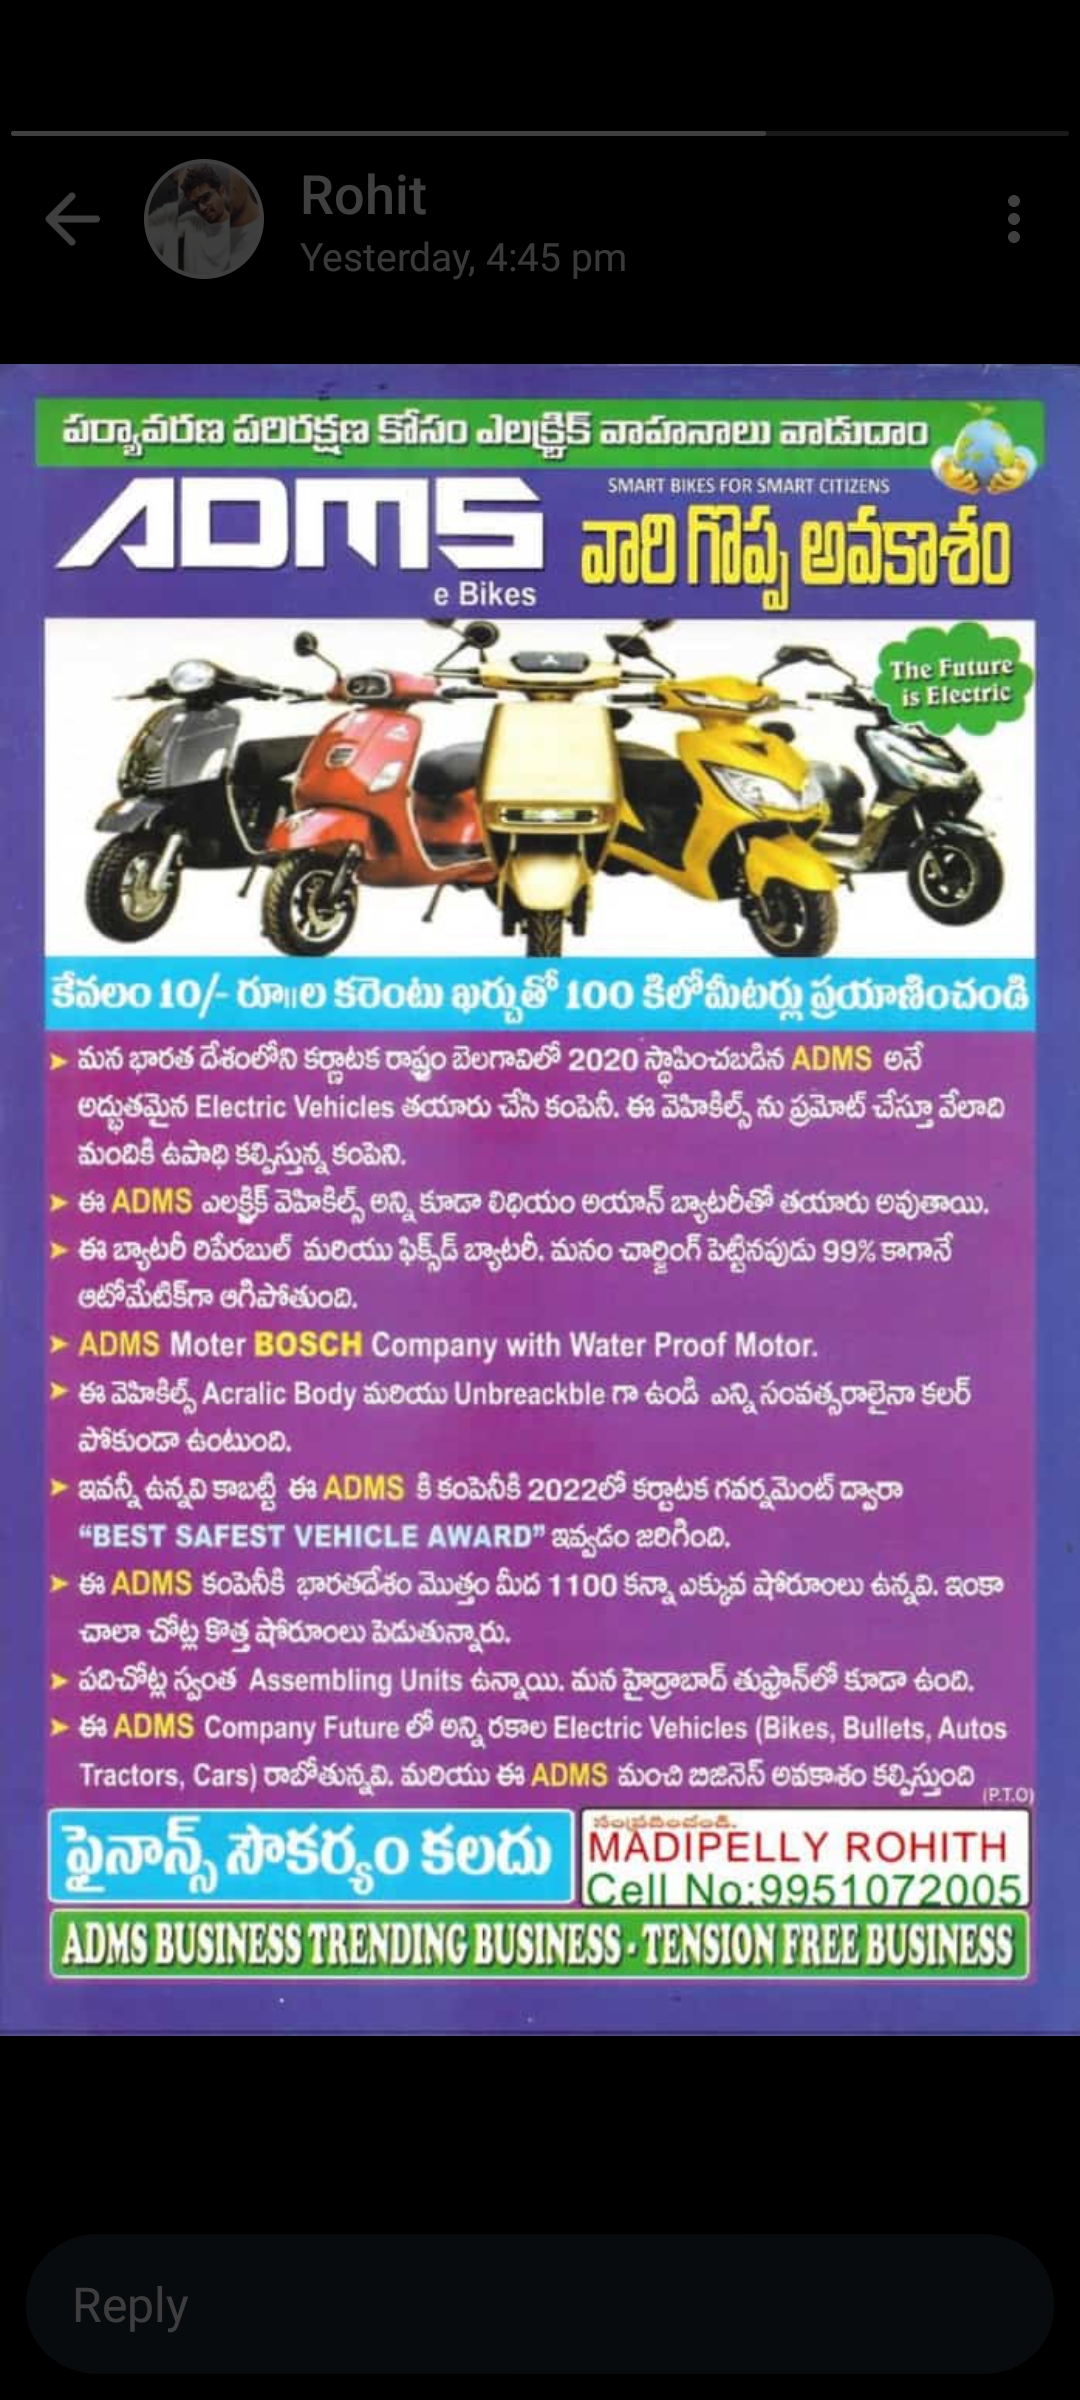 Rohit
Yesterday, 4:45 pm
పర్యావరణ పరిరక్షణ కోసం ఎలక్ట్రిక్ వాహనాలు వాడుదాం
SMART BIKES FOR SMART CITIZENS
ADMS
e Bikes
వారి గొప్ప అవకాశం
The Future
is Electric
కేవలం 10/- రూ॥ల కరెంటు ఖర్చుతో 100 కిలోమీటర్లు ప్రయాణించండి
➤ మన భారత దేశంలోని కర్ణాటక రాష్ట్రం బెలగావిలో 2020 స్థాపించబడిన ADMS అనే
అద్భుతమైన Electric Vehicles తయారు చేసి కంపెనీ. ఈ వెహికిల్స్ ను ప్రమోట్ చేస్తూ వేలాది
మందికి ఉపాధి కల్పిస్తున్న కంపెని.
➤ ఈ ADMS ఎలక్ట్రిక్ వెహికిల్స్ అన్ని కూడా లిథియం అయాన్ బ్యాటరీతో తయారు అవుతాయి.
➤ ఈ బ్యాటరీ రిపేరబుల్ మరియు ఫిక్స్‌డ్ బ్యాటరీ. మనం చార్జింగ్ పెట్టినపుడు 99% కాగానే
ఆటోమేటిక్‌గా ఆగిపోతుంది.
➤ ADMS Moter BOSCH Company with Water Proof Motor.
➤ ఈ వెహికిల్స్ Acralic Body మరియు Unbreackble గా ఉండి ఎన్ని సంవత్సరాలైనా కలర్
పోకుండా ఉంటుంది.
➤ ఇవన్నీ ఉన్నవి కాబట్టి ఈ ADMS కి కంపెనీకి 2022లో కర్నాటక గవర్నమెంట్ ద్వారా
“BEST SAFEST VEHICLE AWARD” ఇవ్వడం జరిగింది.
➤ ఈ ADMS కంపెనీకి భారతదేశం మొత్తం మీద 1100 కన్నా ఎక్కువ షోరూంలు ఉన్నవి. ఇంకా
చాలా చోట్ల కొత్త షోరూంలు పెడుతున్నారు.
➤ పదిచోట్ల స్వంత Assembling Units ఉన్నాయి. మన హైద్రాబాద్ తుఫ్రాన్‌లో కూడా ఉంది.
➤ ఈ ADMS Company Future లో అన్ని రకాల Electric Vehicles (Bikes, Bullets, Autos
Tractors, Cars) రాబోతున్నవి. మరియు ఈ ADMS మంచి బిజినెస్ అవకాశం కల్పిస్తుంది
(P.T.O)
ఫైనాన్స్ సౌకర్యం కలదు
MADIPELLY ROHITH
Cell No:9951072005
ADMS BUSINESS TRENDING BUSINESS - TENSION FREE BUSINESS
Reply